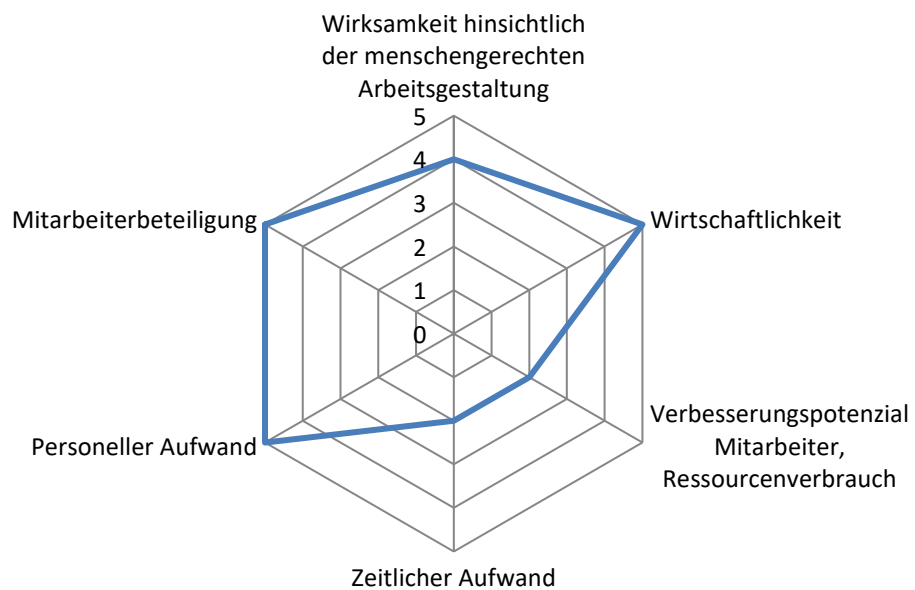 Wirksamkeit hinsichtlich
der menschengerechten
Arbeitsgestaltung
5
4
3
2
1
0
Mitarbeiterbeteiligung
Wirtschaftlichkeit
Personeller Aufwand
Verbesserungspotenzial
Mitarbeiter,
Ressourcenverbrauch
Zeitlicher Aufwand